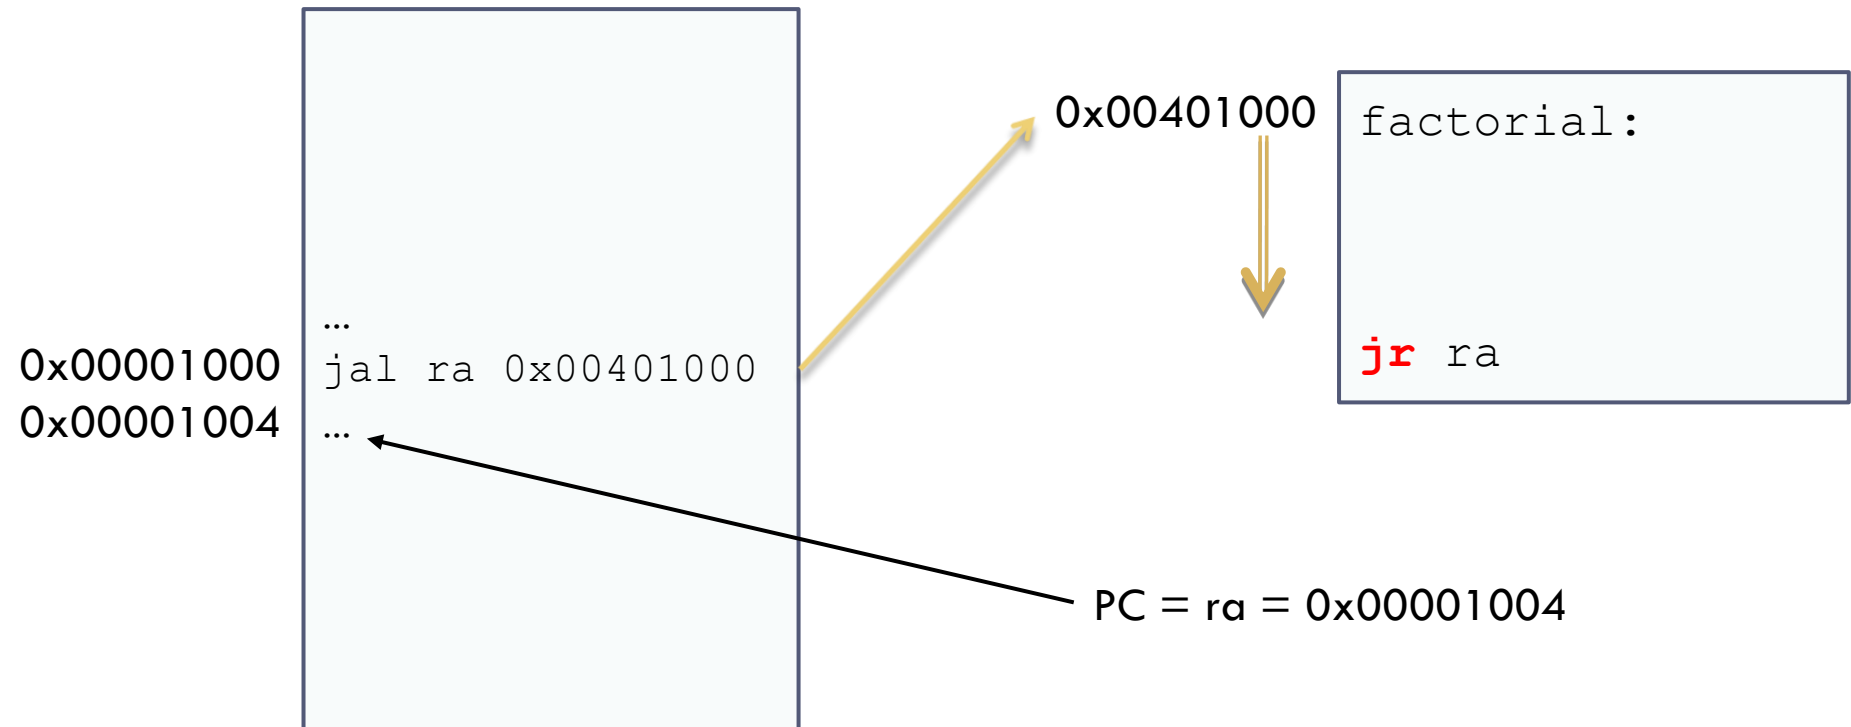 0x00401000
factorial:
…
0x00001000
jal ra 0x00401000
jr ra
0x00001004
…
PC = ra = 0x00001004